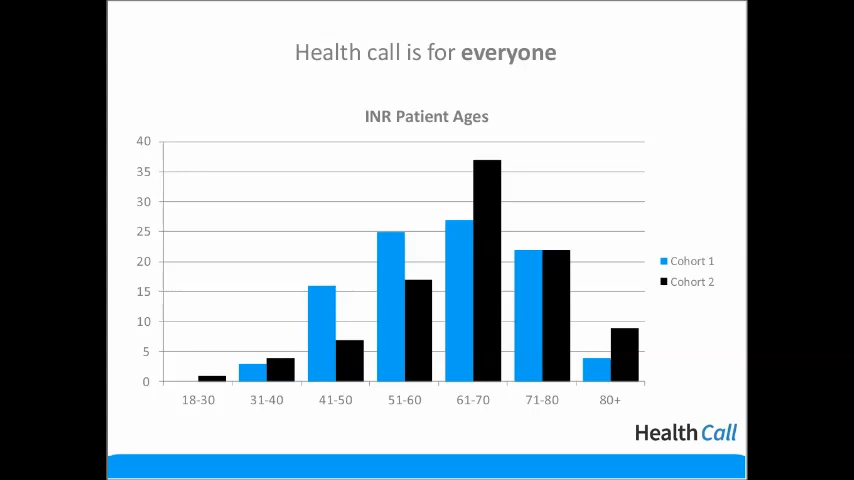 Health call is for everyone
INR Patient Ages
40
35
30
25
20
15
10
5
0
18-30 31-40 41-50 51-60 61-70 71-80 80+
Cohort 1
Cohort 2
Health Call